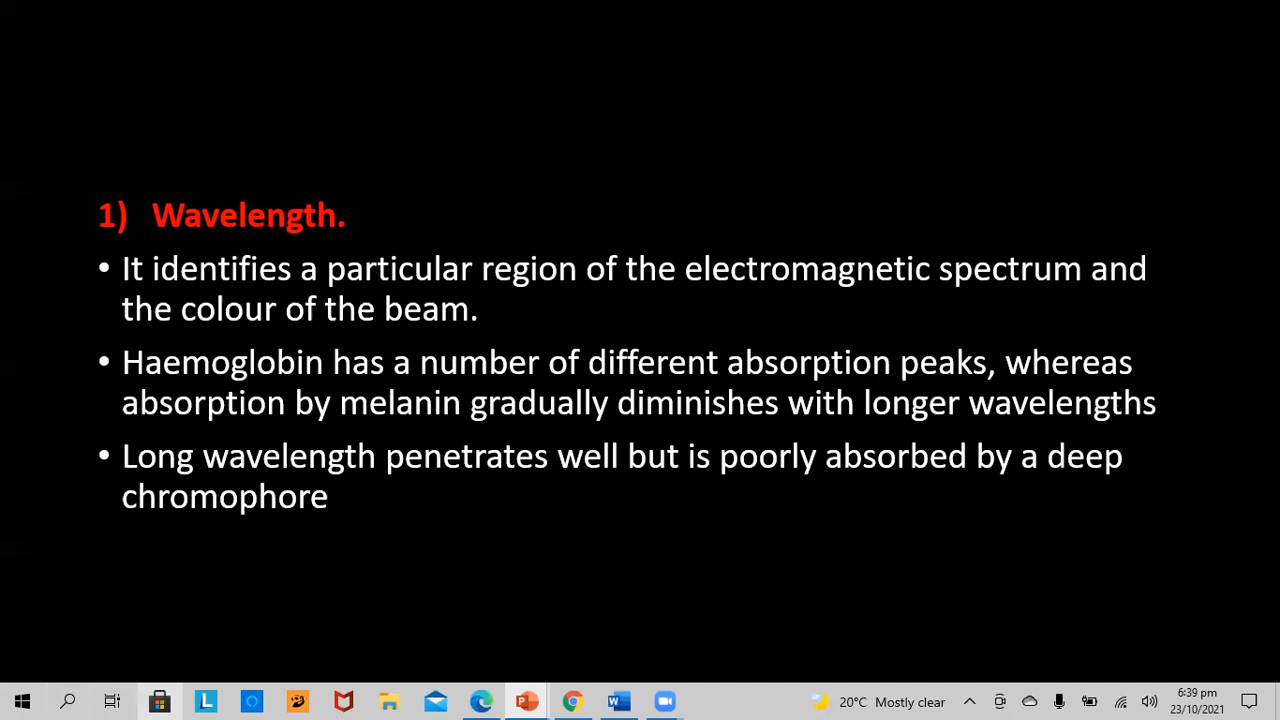 1) Wavelength.
• It identifies a particular region of the electromagnetic spectrum and
the colour of the beam.
• Haemoglobin has a number of different absorption peaks, whereas
absorption by melanin gradually diminishes with longer wavelengths
• Long wavelength penetrates well but is poorly absorbed by a deep
chromophore
20°C Mostly clear
6:39 pm
23/10/2021